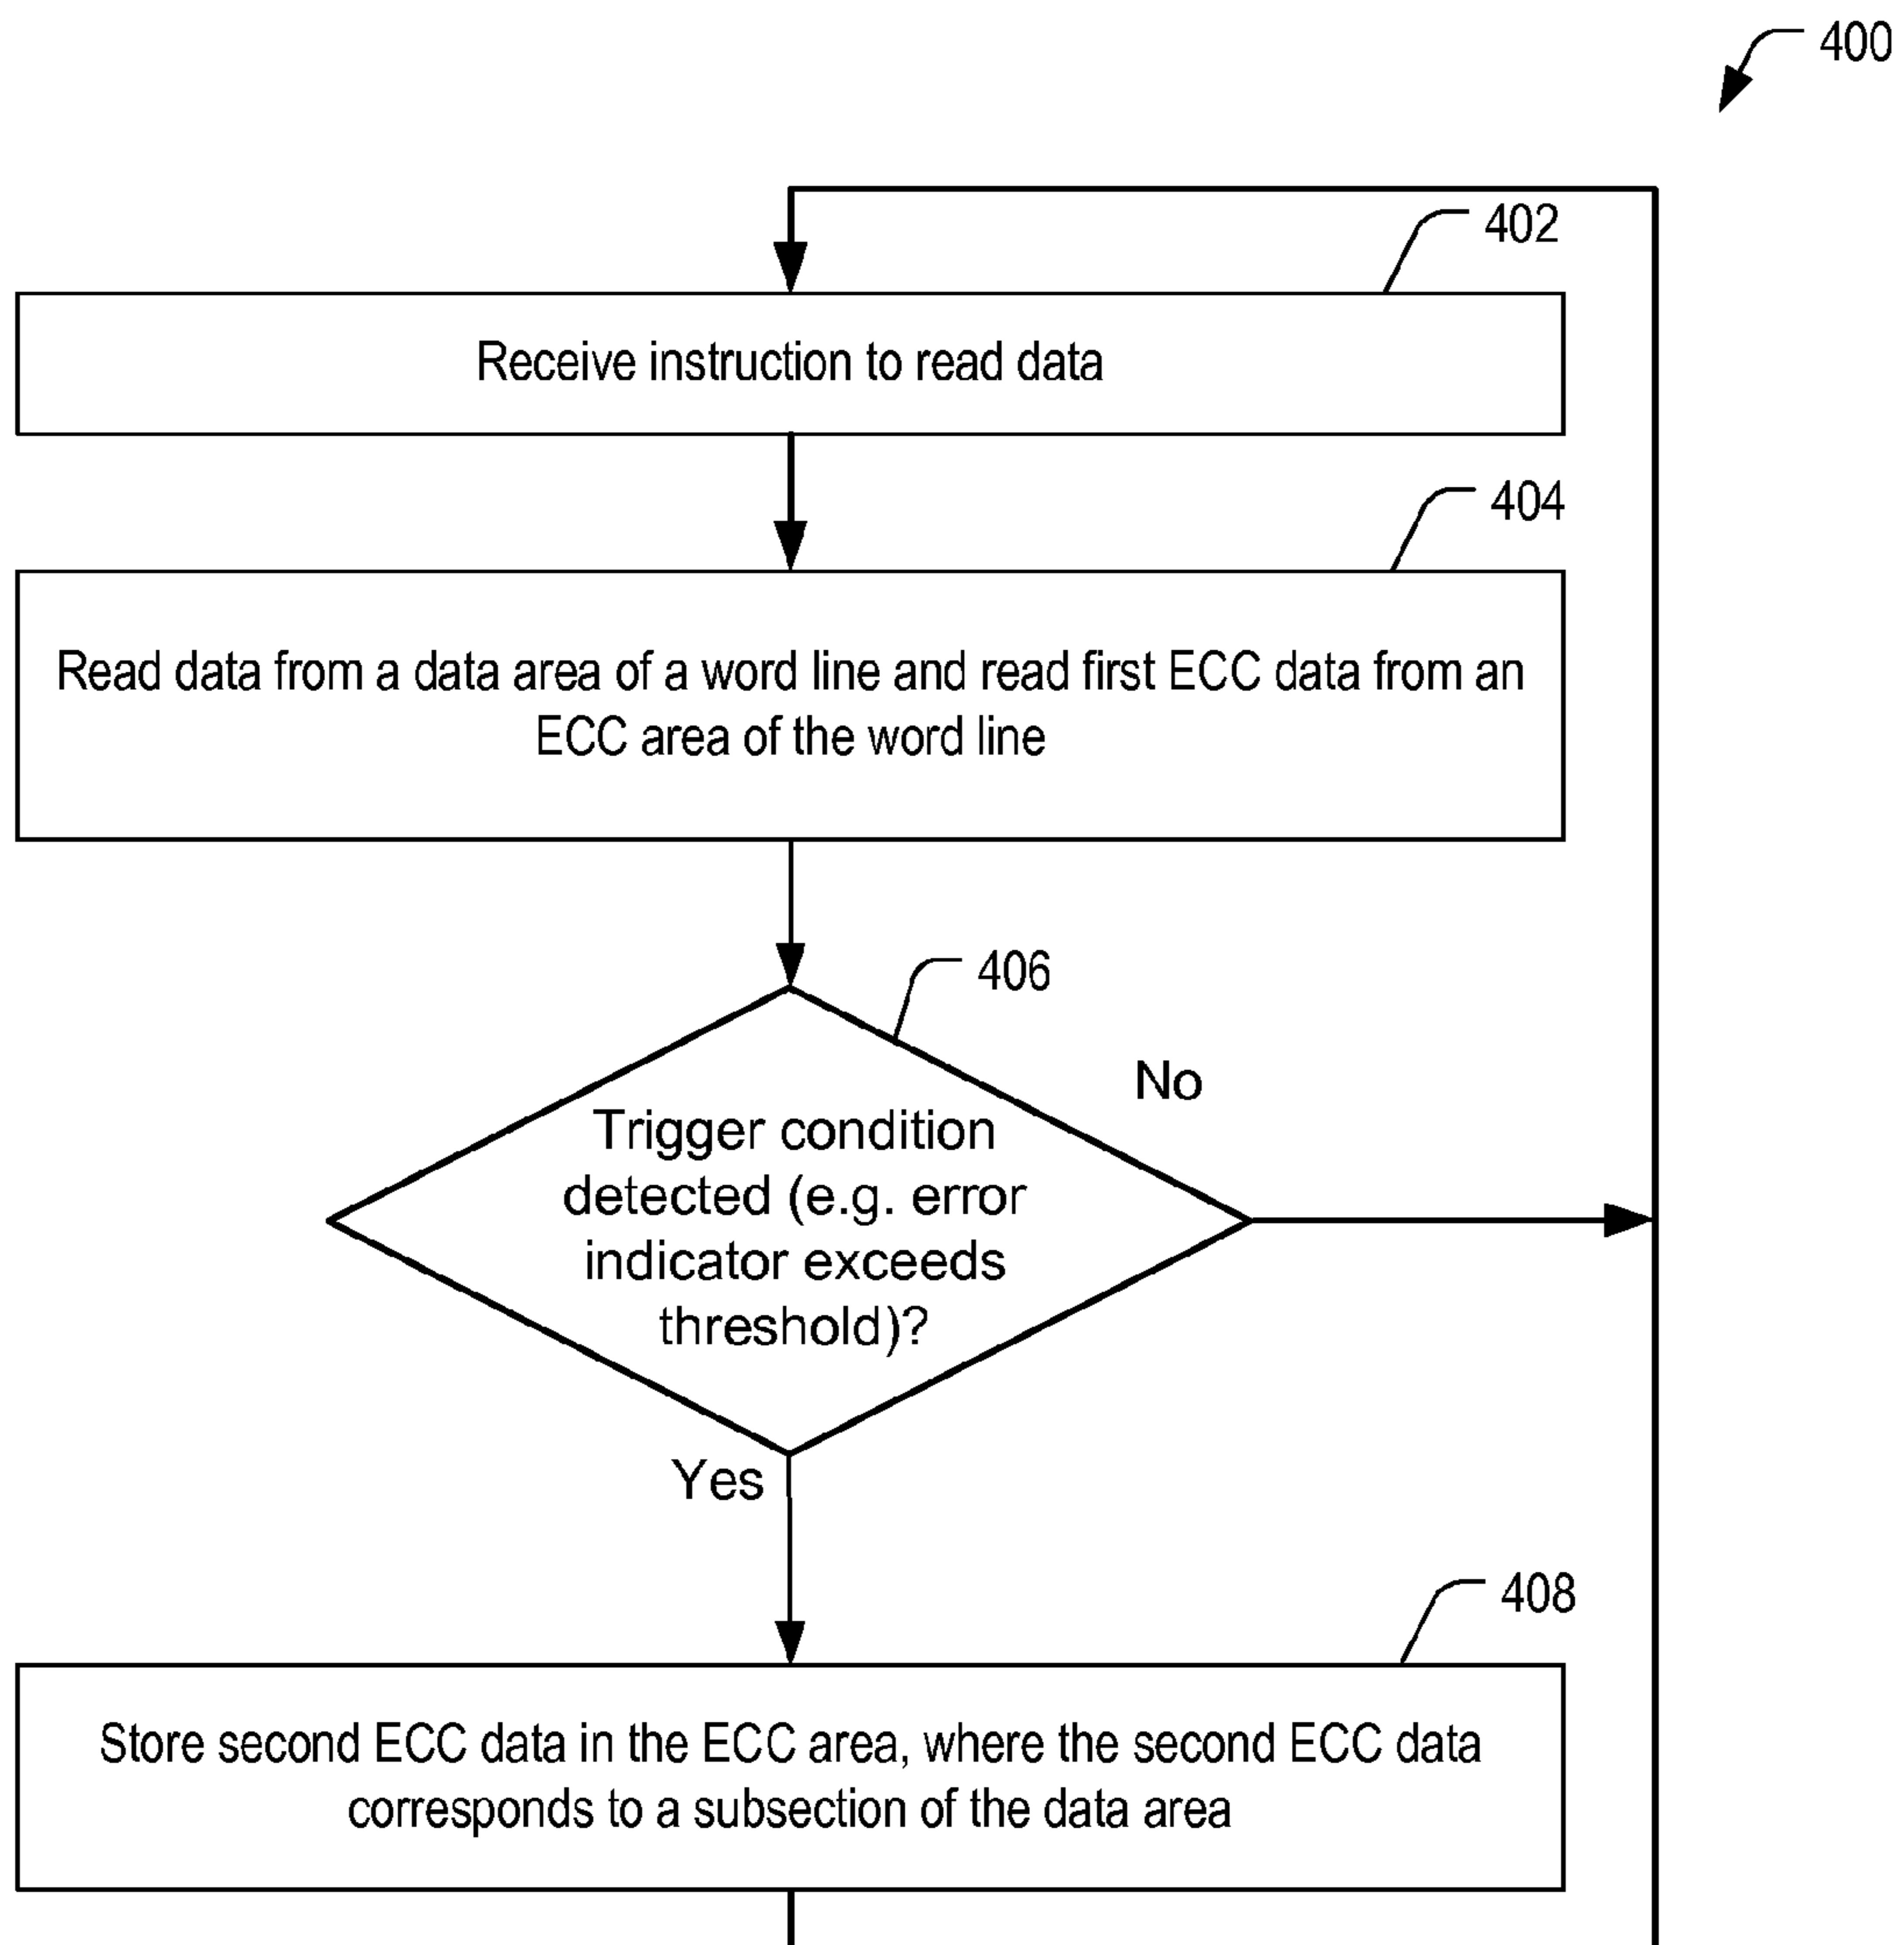 400
402
Receive instruction to read data
404
Read data from a data area of a word line and read first ECC data from an
ECC area of the word line
406
No
Trigger condition
detected (e.g. error
indicator exceeds
threshold)?
Yes
408
Store second ECC data in the ECC area, where the second ECC data
corresponds to a subsection of the data area